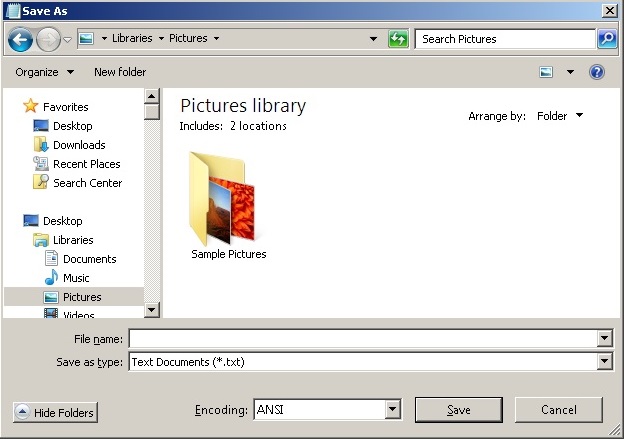 Save As
Libraries Pictures
Search Pictures
Organize New folder
Favorites
Desktop
Downloads
Recent Places
Search Center
Desktop
Libraries
Documents
Music
Pictures
Videos
Pictures library
Includes: 2 locations
Arrange by: Folder
Sample Pictures
File name:
Save as type: Text Documents (*.txt)
Hide Folders
Encoding: ANSI
Save
Cancel